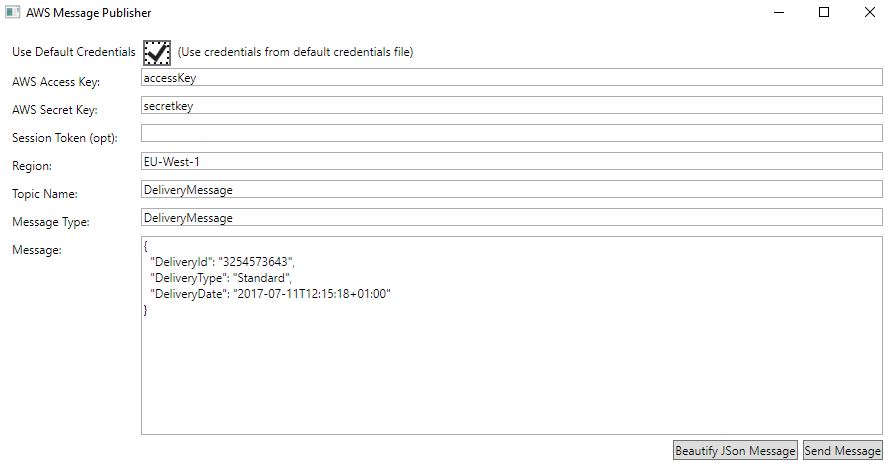 AWS Message Publisher
Use Default Credentials (Use credentials from default credentials file)
AWS Access Key: accessKey
AWS Secret Key: secretkey
Session Token (opt):
Region: EU-West-1
Topic Name: DeliveryMessage
Message Type: DeliveryMessage
Message:
{
"DeliveryId": "3254573643",
"DeliveryType": "Standard",
"DeliveryDate": "2017-07-11T12:15:18+01:00"
}
Beautify JSon Message Send Message